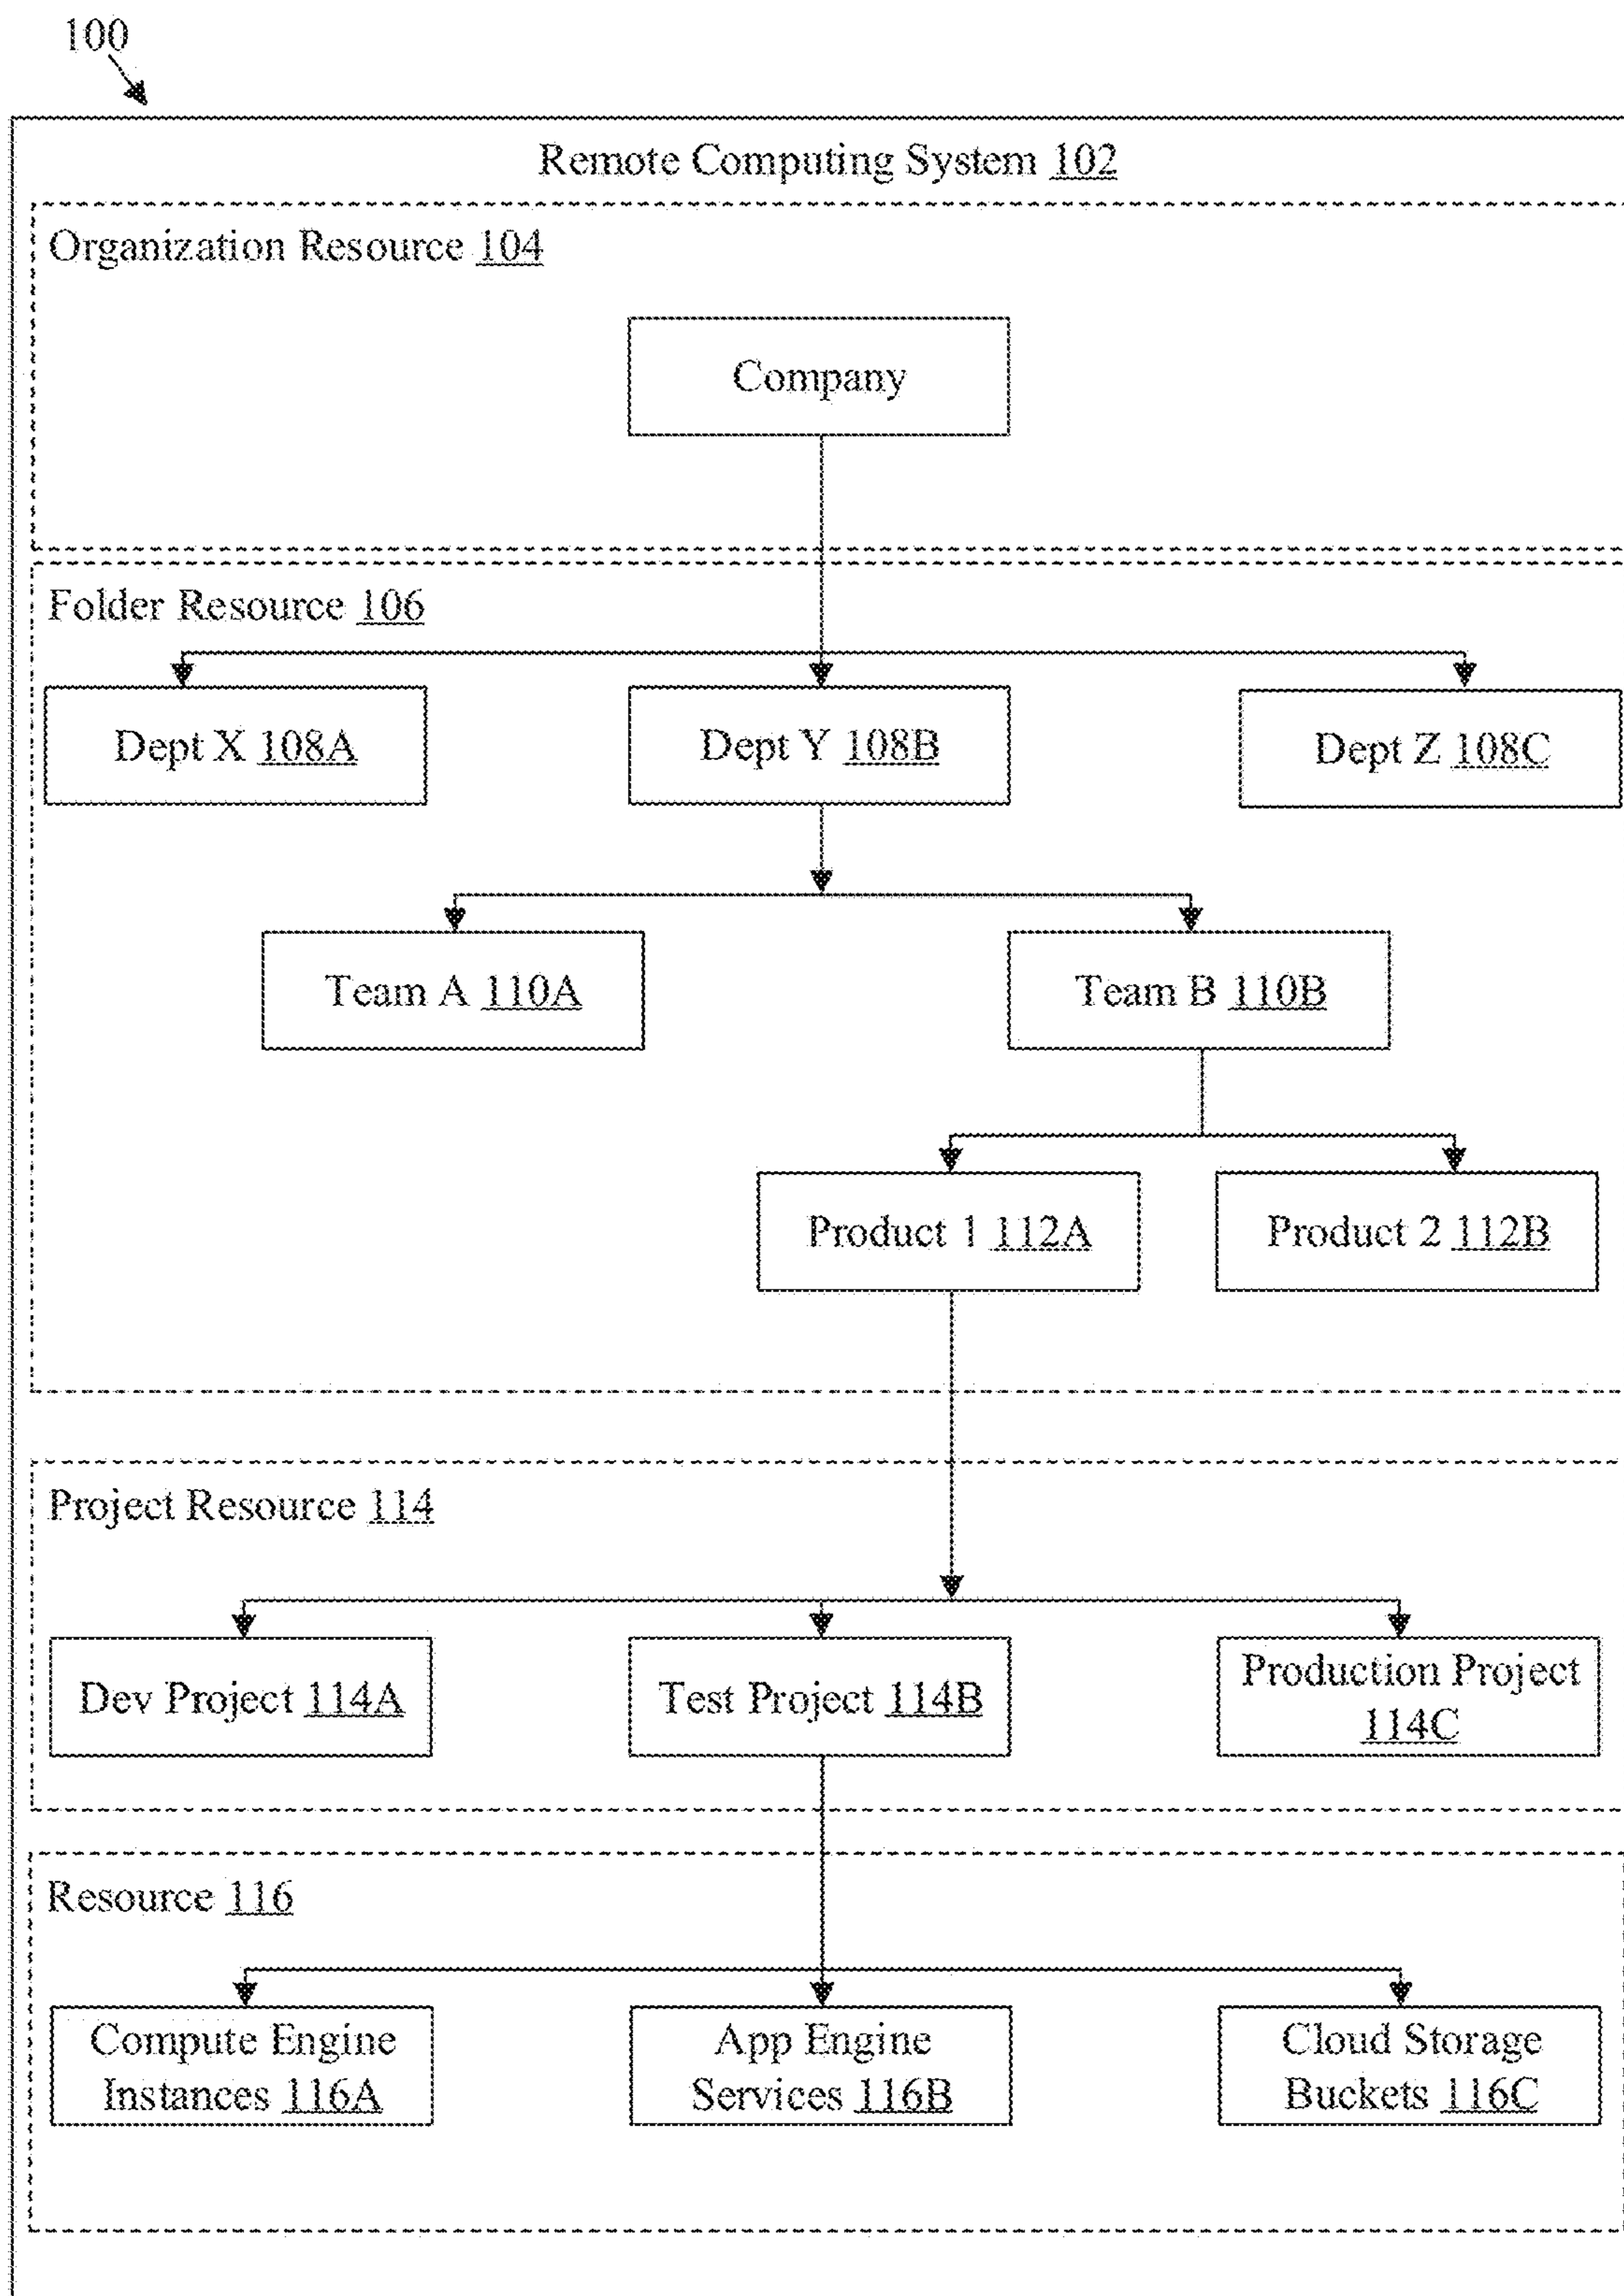 100
Remote Computing System 102
Organization Resource 104
Company
Folder Resource 106
Dept X 108A
Dept Y 108B
Dept Z 108C
Team A 110A
Team B 110B
Product 1 112A
Product 2 112B
Project Resource 114
Dev Project 114A
Test Project 114B
Production Project
114C
Resource 116
Compute Engine
Instances 116A
App Engine
Services 116B
Cloud Storage
Buckets 116C